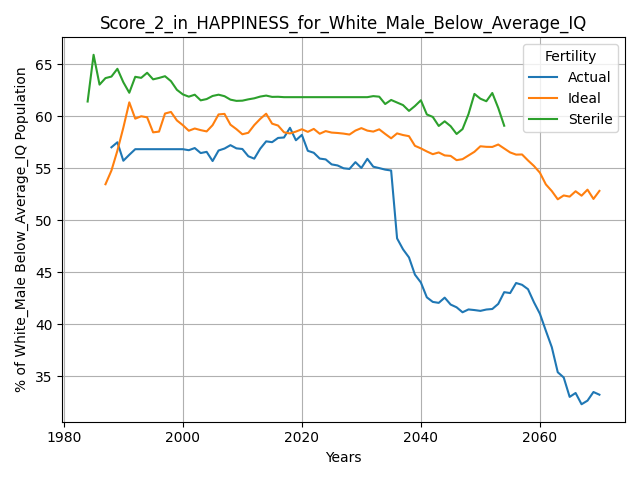 Score_2_in_HAPPINESS_for_White_Male_Below_Average_IQ
% of White_Male Below_Average_IQ Population
65
60
55
50
45
40
35
Fertility
Actual
Ideal
Sterile
1980 2000 2020 2040 2060
Years